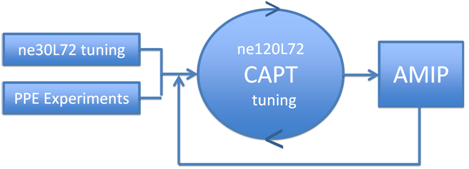 ne30L72 tuning
PPE Experiments
ne120L72
CAPT
tuning
AMIP